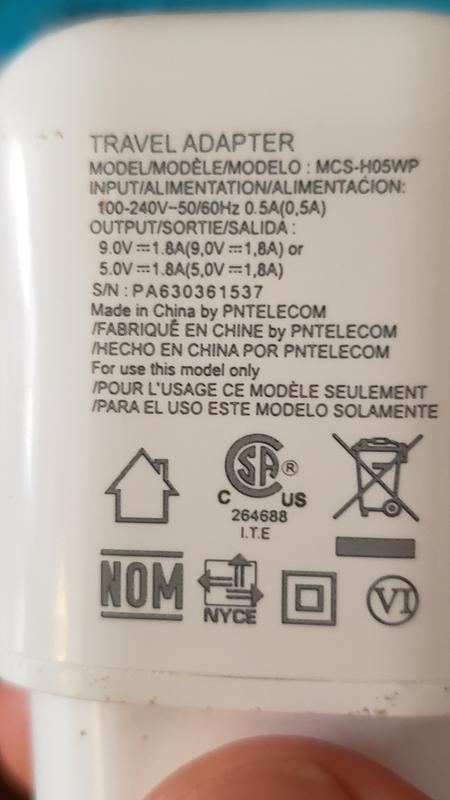 TRAVEL ADAPTER
MODEL/MODÈLE/MODELO : MCS-H05WP
INPUT/ALIMENTATION/ALIMENTACIÓN:
100-240V~50/60Hz 0.5A(0,5A)
OUTPUT/SORTIE/SALIDA :
9.0V⎓1.8A(9,0V⎓1,8A) or
5.0V⎓1.8A(5,0V⎓1,8A)
S/N : PA630361537
Made in China by PNTELECOM
/FABRIQUÉ EN CHINE by PNTELECOM
/HECHO EN CHINA POR PNTELECOM
For use this model only
/POUR L'USAGE CE MODÈLE SEULEMENT
/PARA EL USO ESTE MODELO SOLAMENTE
SA ®
C US
264688
I.T.E
NOM
NYCE
VI